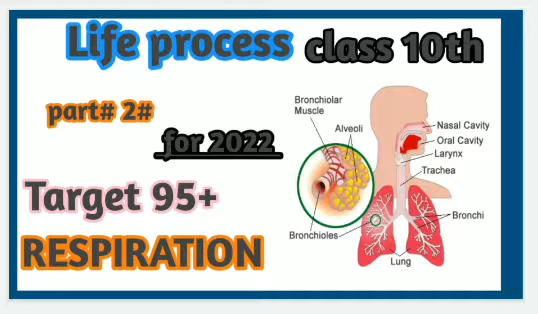 Life process class 10th
part# 2#
for 2022
Target 95+
RESPIRATION
Bronchiolar
Muscle
Alveoli
Bronchioles
Nasal Cavity
Oral Cavity
Larynx
Trachea
Bronchi
Lung